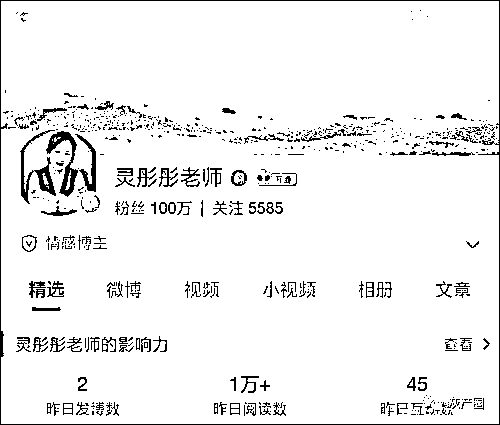 灵彤彤老师
粉丝 100万 | 关注 5585
情感博主
精选 微博 视频 小视频 相册 文章
灵彤彤老师的影响力 查看
2 1万+ 45
昨日发博数 昨日阅读数 昨日互动数
灰产圈